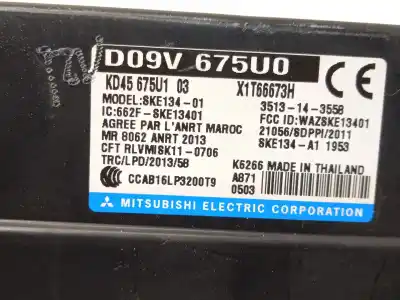 D09V 675U0
KD45 675U1 03 X1T66673H
MODEL:SKE134-01 3513-14-3558
IC:662F-SKE13401 FCC ID:WAZSKE13401
AGREE PAR L'ANRT MAROC 21056/SDPPI/2011
MR 8062 ANRT 2013 SKE134-A1 1953
CFT RLVMISK11-0706
TRC/LPD/2013/58 K6266 MADE IN THAILAND
CCAB16LP3200T9 A871
0503
MITSUBISHI ELECTRIC CORPORATION